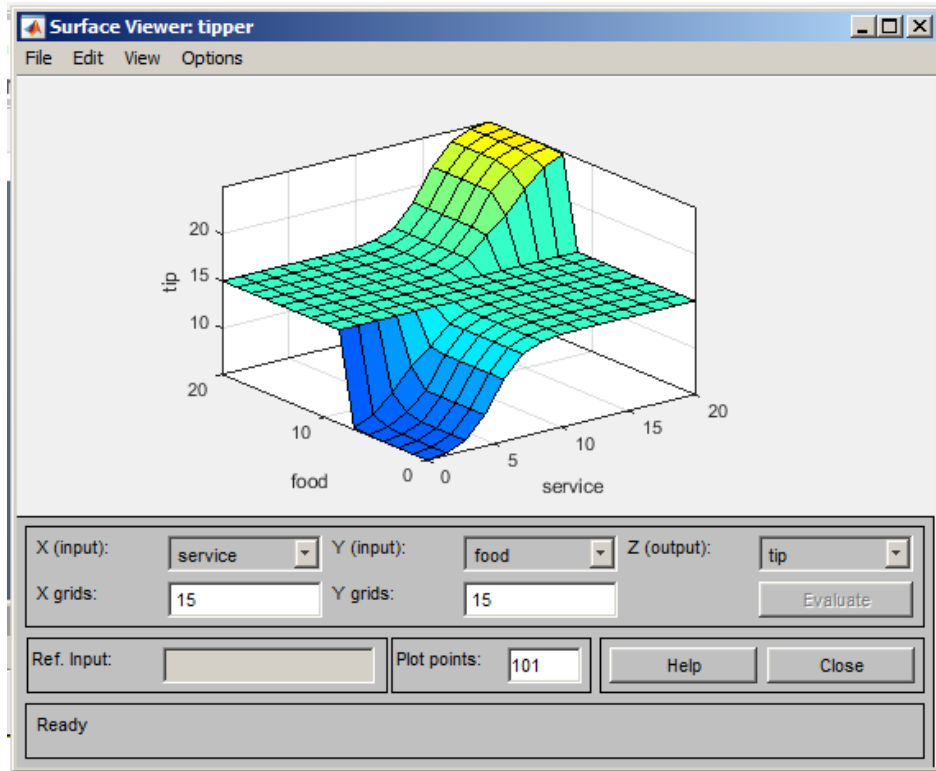 Surface Viewer: tipper
File Edit View Options
20
15
10
tip
20
10
0
food
0
5
10
15
20
service
X (input): service Y (input): food Z (output): tip
X grids: 15 Y grids: 15 Evaluate
Ref. Input: Plot points: 101 Help Close
Ready